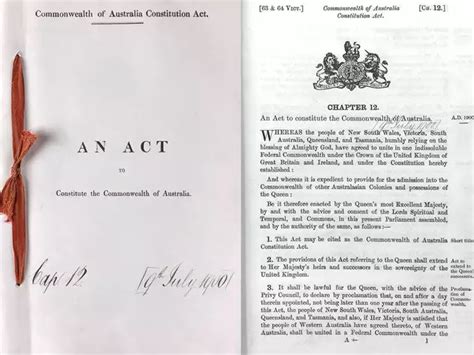 Commonwealth of Australia Constitution Act.
AN ACT
TO
Constitute the Commonwealth of Australia.
Cap 12
[9th July 1900]
[63 & 64 VICT.] Commonwealth of Australia Constitution Act. [CH. 12.]
CHAPTER 12.
An Act to constitute the Commonwealth of Australia. A.D. 1900.
[9th July 1900]
WHEREAS the people of New South Wales, Victoria, South
Australia, Queensland, and Tasmania, humbly relying on the
blessing of Almighty God, have agreed to unite in one indissoluble
Federal Commonwealth under the Crown of the United Kingdom of
Great Britain and Ireland, and under the Constitution hereby
established:
And whereas it is expedient to provide for the admission into the
Commonwealth of other Australasian Colonies and possessions of the
Queen:
Be it therefore enacted by the Queen's most Excellent Majesty,
by and with the advice and consent of the Lords Spiritual and
Temporal, and Commons, in this present Parliament assembled,
and by the authority of the same, as follows:—
1. This Act may be cited as the Commonwealth of Australia Short title
Constitution Act.
2. The provisions of this Act referring to the Queen shall extend Act to
to Her Majesty's heirs and successors in the sovereignty of the extend to
United Kingdom.
3. It shall be lawful for the Queen, with the advice of the Proclama-
Privy Council, to declare by proclamation that, on and after a day tion of
therein appointed, not being later than one year after the passing of
this Act, the people of New South Wales, Victoria, South Australia,
Queensland, and Tasmania, and also, if Her Majesty is satisfied that
the people of Western Australia have agreed thereto, of Western
Australia, shall be united in a Federal Commonwealth under
A 1